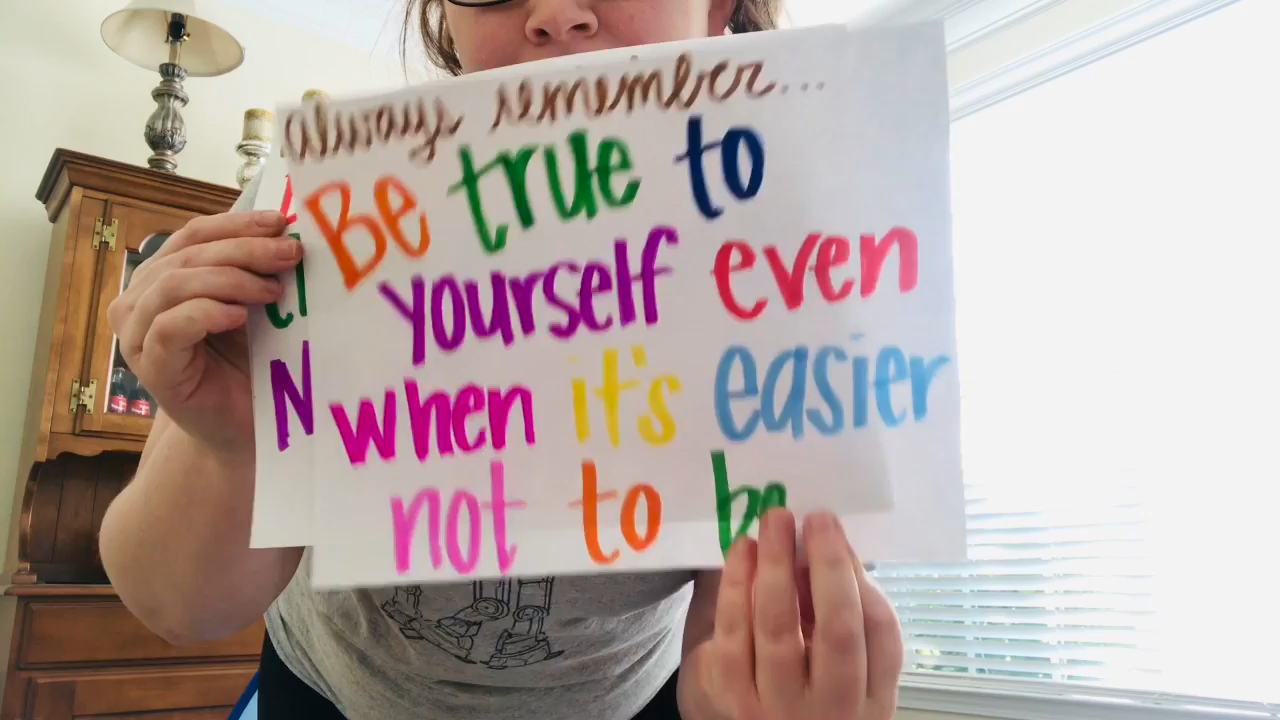 always remember...
Be true to
yourself even
when it's easier
not to be
N